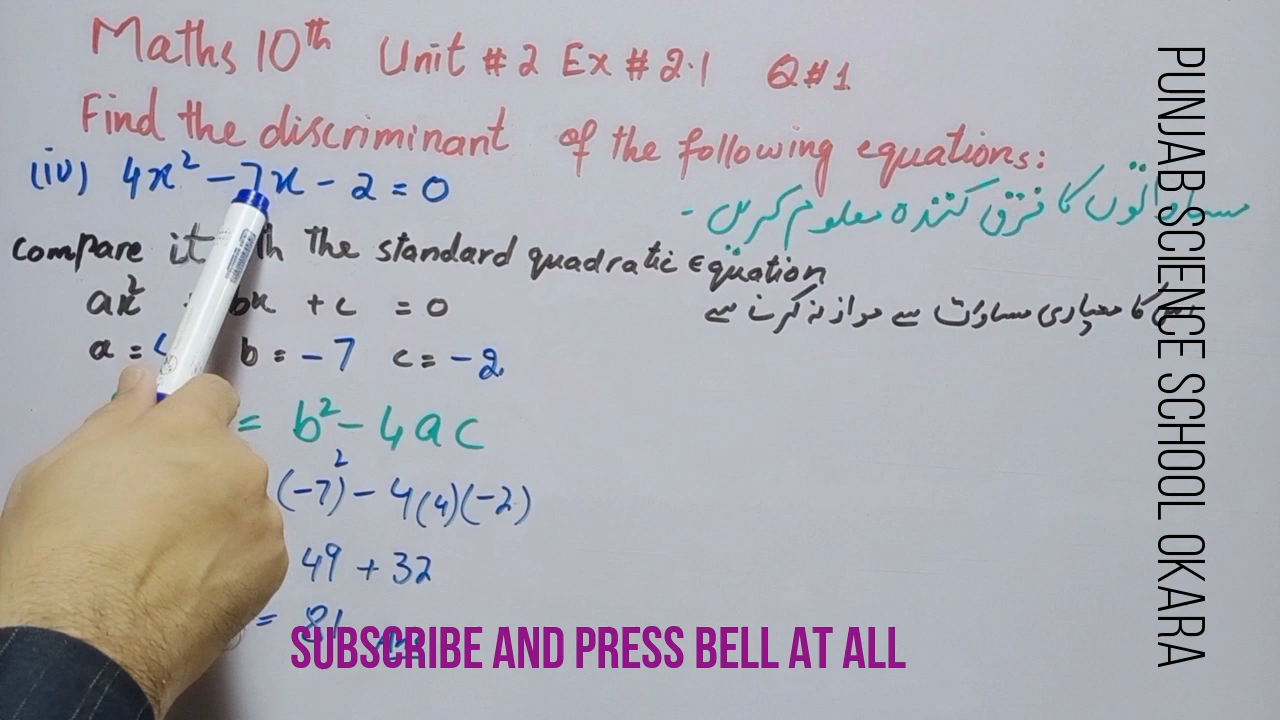 Maths 10th Unit # 2 Ex # 2.1 Q#1
Find the discriminant of the following equations:
(iv) 4x² - 7x - 2 = 0
کا فرق کنندہ معلوم کریں -
compare it the standard quadratic equation
کا معیاری مساوات سے موازنہ کرنے سے
ax² bx + c = 0
a = b = -7 c = -2
= b² - 4ac
(-7)² - 4(4)(-2)
49 + 32
= 81
SUBSCRIBE AND PRESS BELL AT ALL
PUNJAB SCIENCE SCHOOL OKARA